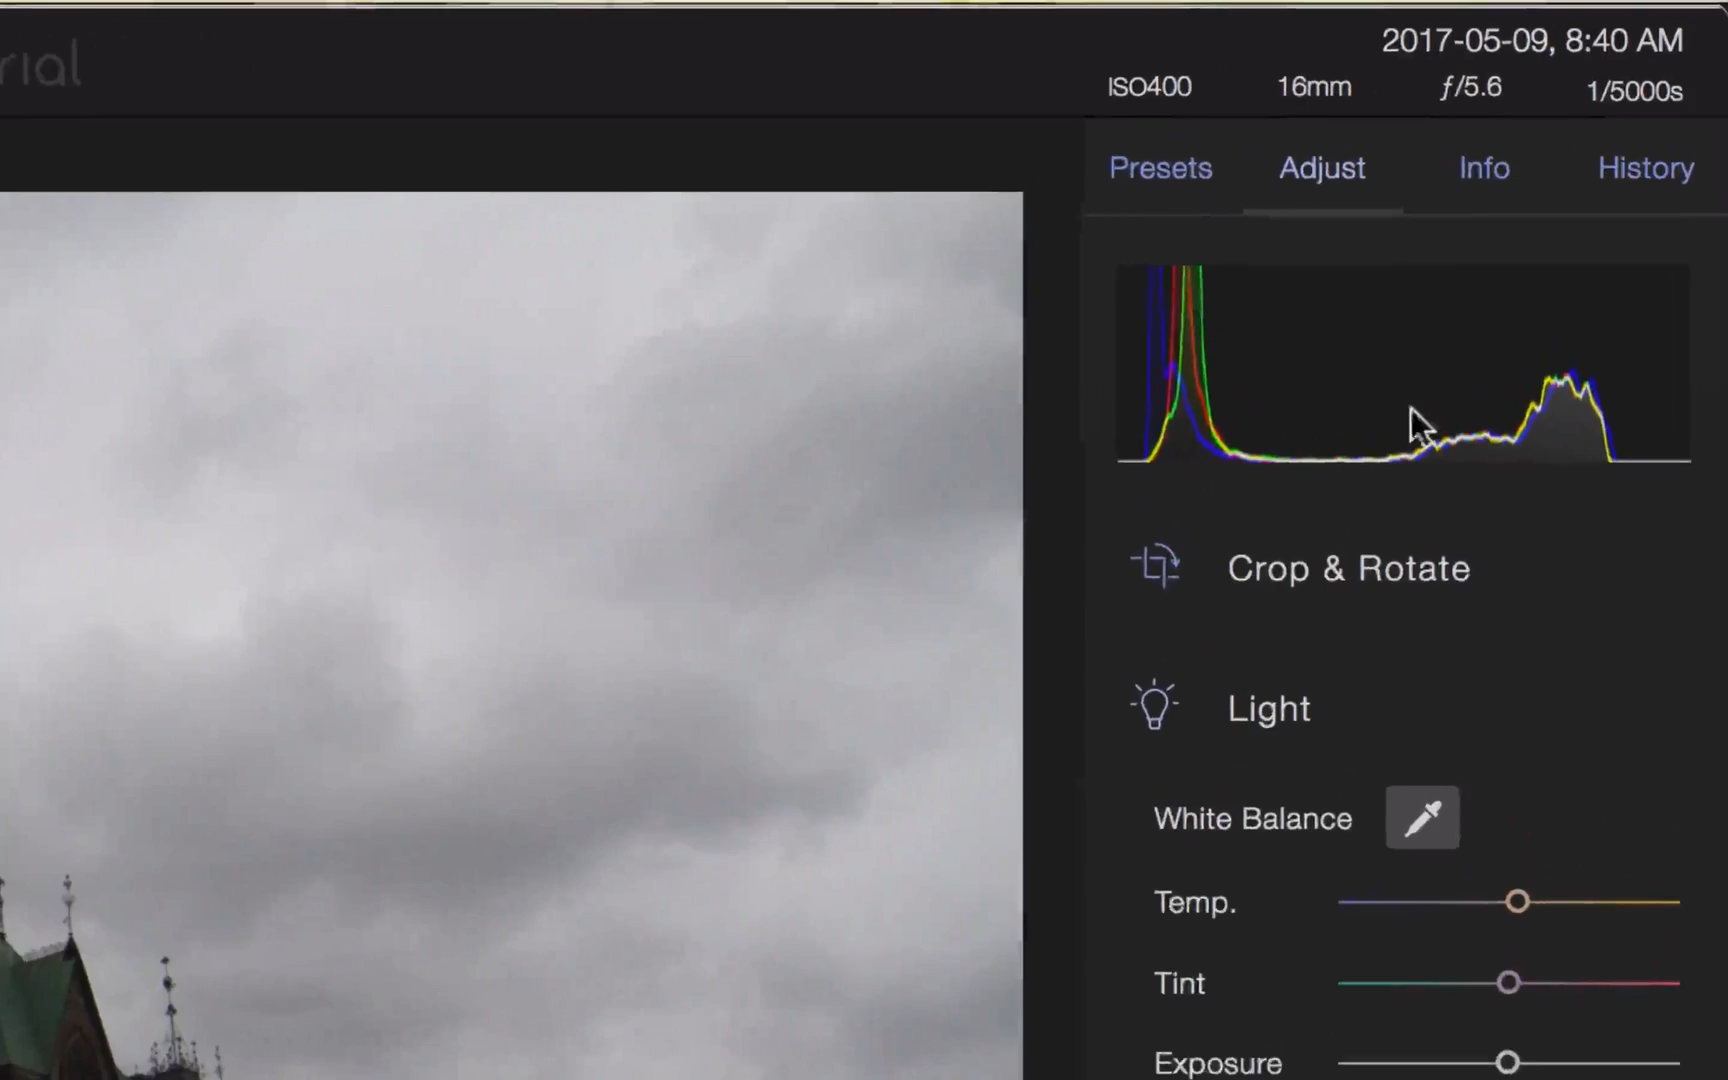 rial
2017-05-09, 8:40 AM
ISO400 16mm ƒ/5.6 1/5000s
Presets Adjust Info History
Crop & Rotate
Light
White Balance
Temp.
Tint
Exposure